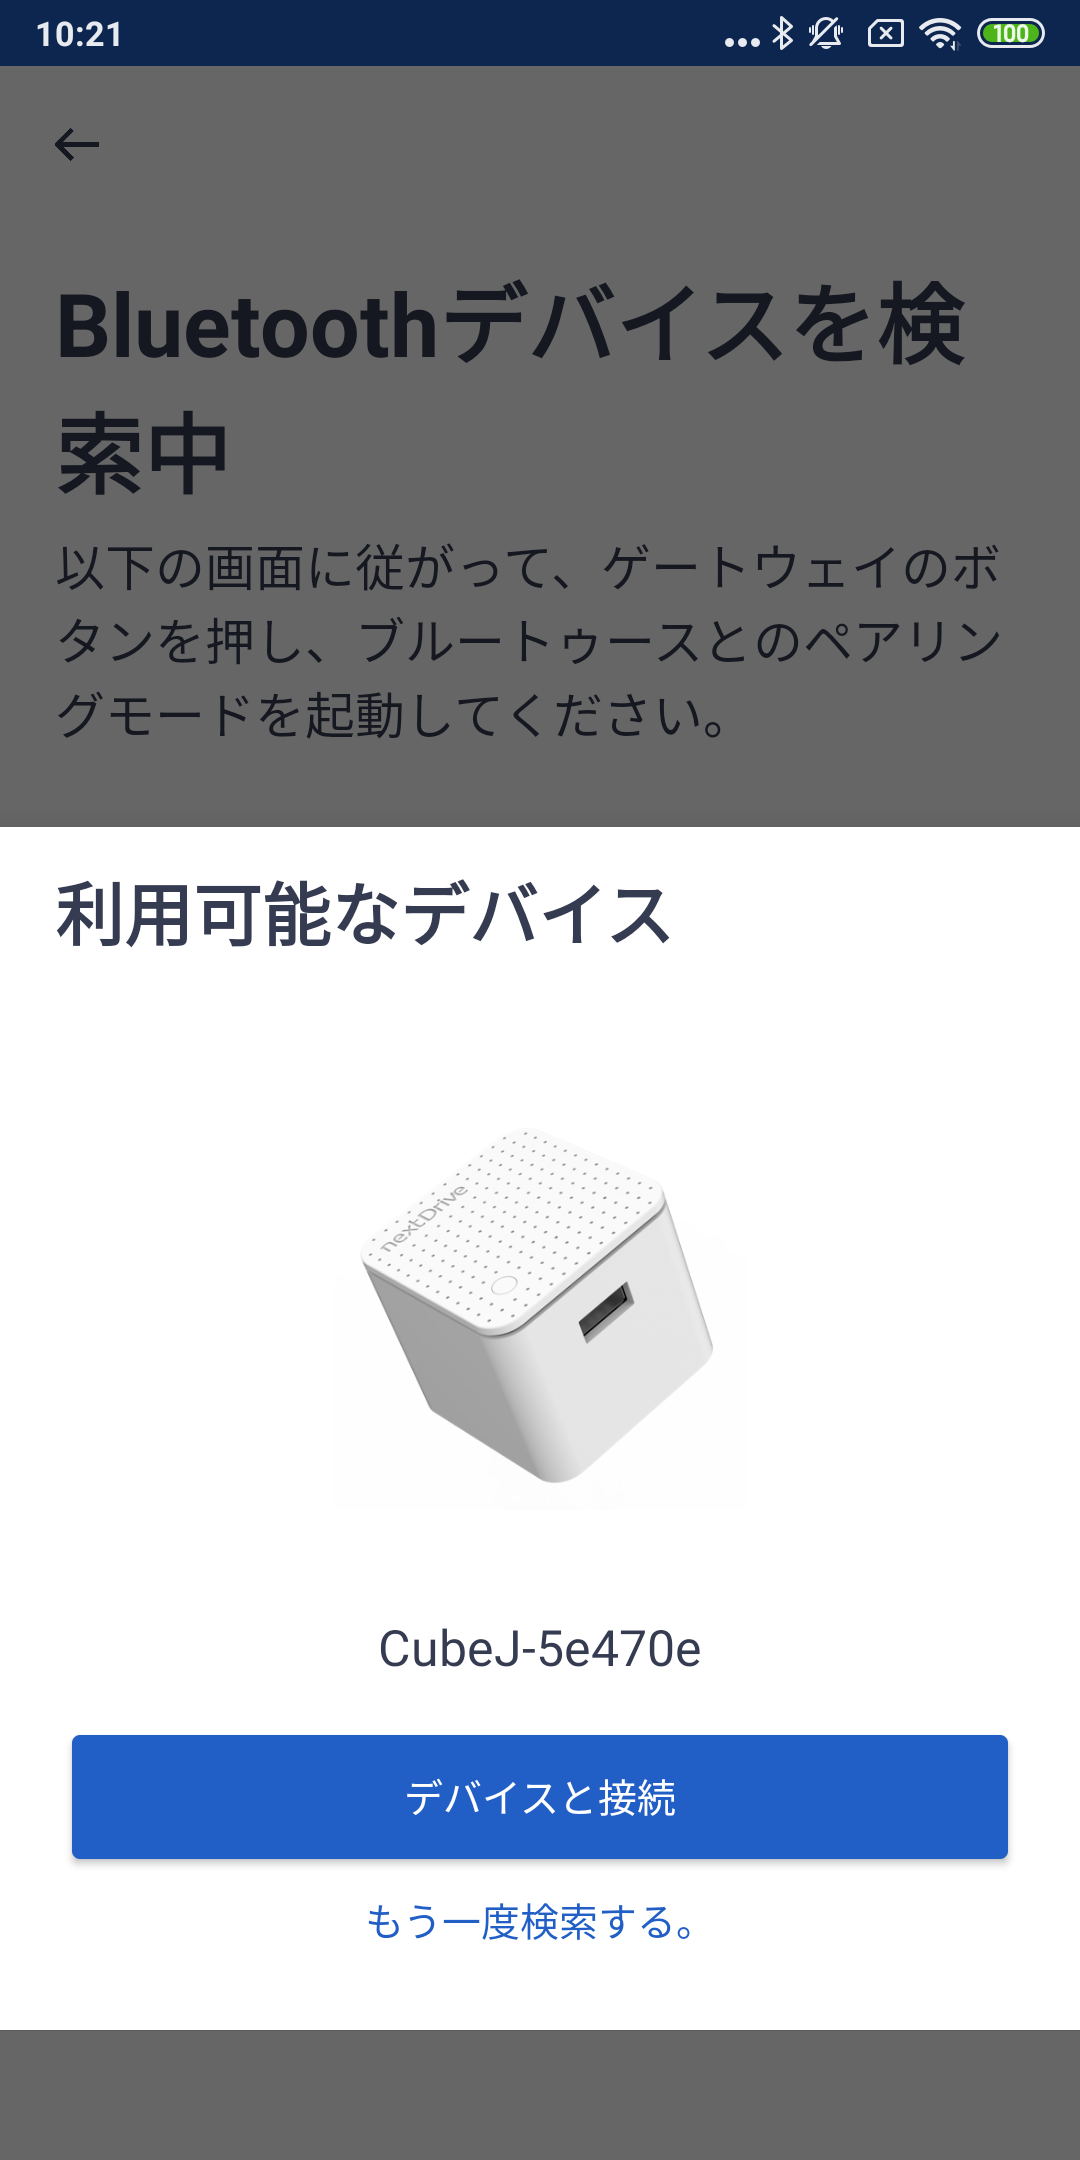 10:21
100
Bluetoothデバイスを検
索中
以下の画面に従がって、ゲートウェイのボ
タンを押し、ブルートゥースとのペアリン
グモードを起動してください。
利用可能なデバイス
nextDrive
CubeJ-5e470e
デバイスと接続
もう一度検索する。